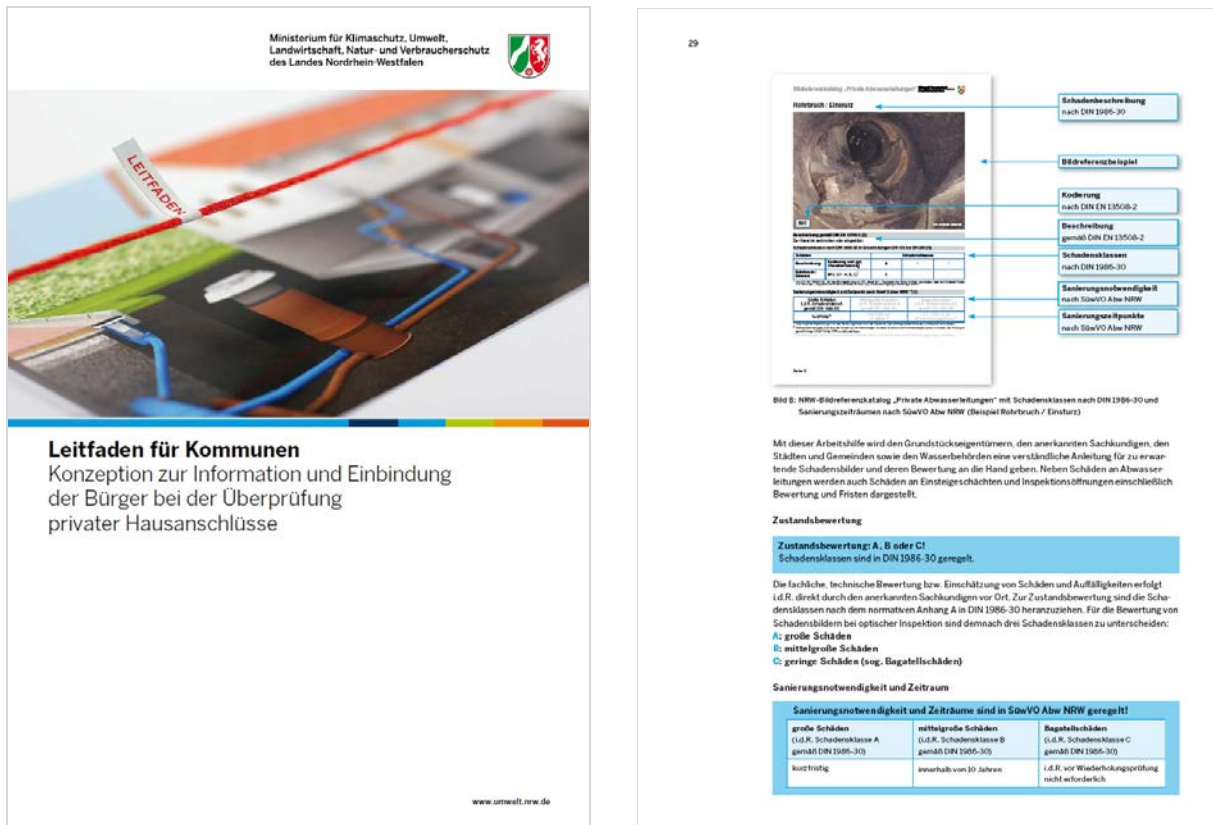 Ministerium für Klimaschutz, Umwelt,
Landwirtschaft, Natur- und Verbraucherschutz
des Landes Nordrhein-Westfalen
LEITFADEN
Leitfaden für Kommunen
Konzeption zur Information und Einbindung
der Bürger bei der Überprüfung
privater Hausanschlüsse
www.umwelt.nrw.de
29
Bildreferenzkatalog „Private Abwasserleitungen“
Rohrbruch / Einsturz
Schadenbeschreibung
nach DIN 1986-30
Bildreferenzbeispiel
Kodierung
nach DIN EN 13508-2
Beschreibung
gemäß DIN EN 13508-2
Schadensklassen
nach DIN 1986-30
Sanierungsnotwendigkeit
nach SüwVO Abw NRW
Sanierungszeitpunkte
nach SüwVO Abw NRW
Bild 8: NRW-Bildreferenzkatalog „Private Abwasserleitungen“ mit Schadensklassen nach DIN 1986-30 und
Sanierungszeiträumen nach SüwVO Abw NRW (Beispiel Rohrbruch / Einsturz)
Mit dieser Arbeitshilfe wird den Grundstückseigentümern, den anerkannten Sachkundigen, den
Städten und Gemeinden sowie den Wasserbehörden eine verständliche Anleitung für zu erwar-
tende Schadensbilder und deren Bewertung an die Hand geben. Neben Schäden an Abwasser-
leitungen werden auch Schäden an Einsteigeschächten und Inspektionsöffnungen einschließlich
Bewertung und Fristen dargestellt.
Zustandsbewertung
Zustandsbewertung: A, B oder C!
Schadensklassen sind in DIN 1986-30 geregelt.
Die fachliche, technische Bewertung bzw. Einschätzung von Schäden und Auffälligkeiten erfolgt
i.d.R. direkt durch den anerkannten Sachkundigen vor Ort. Zur Zustandsbewertung sind die Scha-
densklassen nach dem normativen Anhang A in DIN 1986-30 heranzuziehen. Für die Bewertung von
Schadensbildern bei optischer Inspektion sind demnach drei Schadensklassen zu unterscheiden:
A: große Schäden
B: mittelgroße Schäden
C: geringe Schäden (sog. Bagatellschäden)
Sanierungsnotwendigkeit und Zeitraum
Sanierungsnotwendigkeit und Zeiträume sind in SüwVO Abw NRW geregelt!
große Schäden
(i.d.R. Schadensklasse A
gemäß DIN 1986-30)
kurzfristig
mittelgroße Schäden
(i.d.R. Schadensklasse B
gemäß DIN 1986-30)
innerhalb von 10 Jahren
Bagatellschäden
(i.d.R. Schadensklasse C
gemäß DIN 1986-30)
i.d.R. vor Wiederholungsprüfung
nicht erforderlich